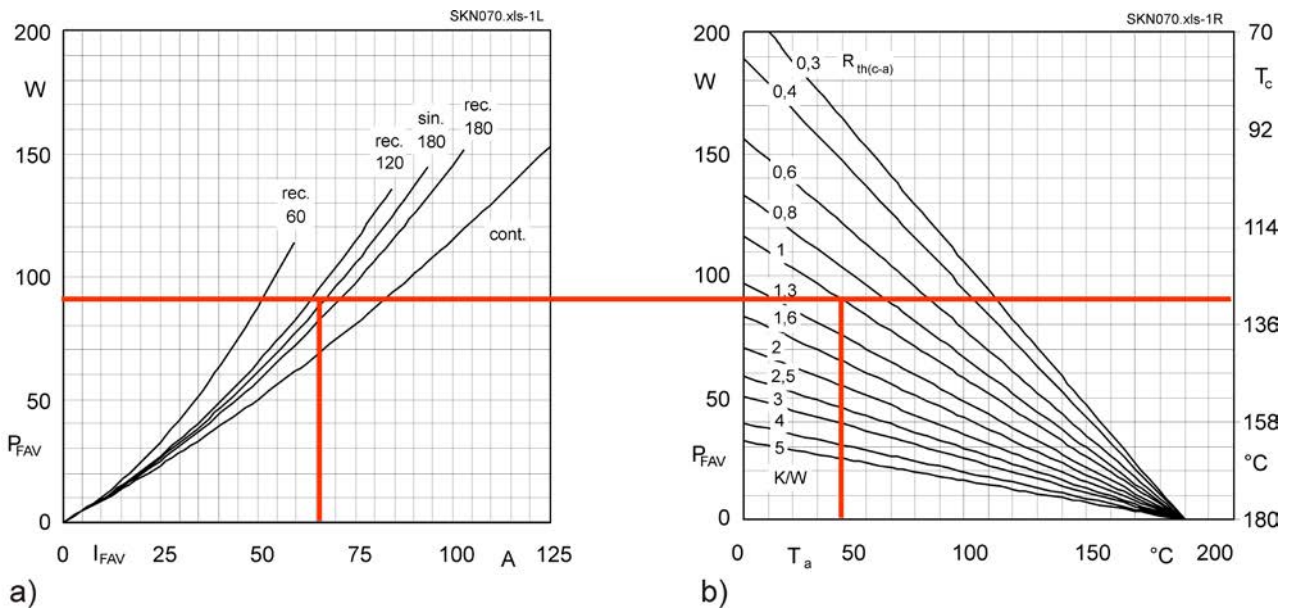 SKN070.xls-1L
200
W
150
100
50
P_FAV
0
rec.
60
rec.
120
sin.
180
rec.
180
cont.
0 I_FAV 25 50 75 100 A 125
a)
SKN070.xls-1R
200
W
150
100
50
P_FAV
0
0,3 R_th(c-a)
0,4
0,6
0,8
1
1,3
1,6
2
2,5
3
4
5
K/W
70
T_c
92
114
136
158
°C
180
0 T_a 50 100 150 °C 200
b)